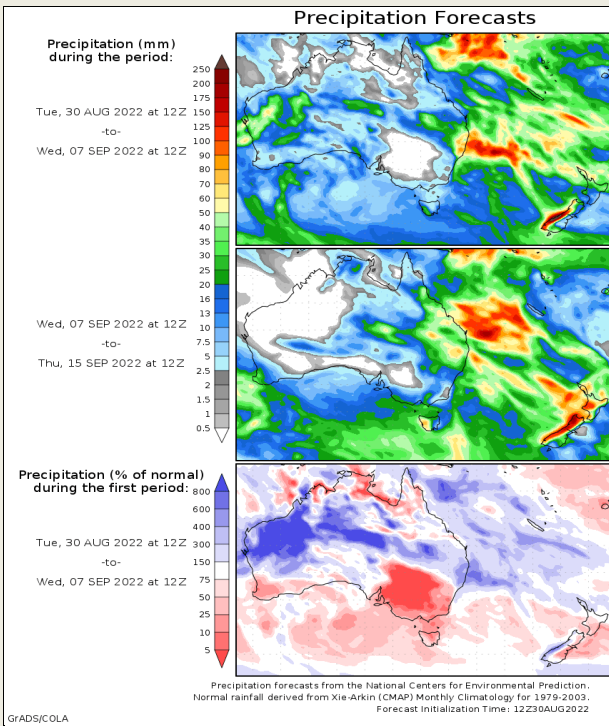 Precipitation Forecasts
Precipitation (mm)
during the period:
Tue, 30 AUG 2022 at 12Z
-to-
Wed, 07 SEP 2022 at 12Z
250
200
175
150
125
100
90
80
70
60
50
40
35
30
25
20
16
13
10
7.5
5
2.5
2
1.5
1
0.5
Wed, 07 SEP 2022 at 12Z
-to-
Thu, 15 SEP 2022 at 12Z
Precipitation (% of normal)
during the first period:
Tue, 30 AUG 2022 at 12Z
-to-
Wed, 07 SEP 2022 at 12Z
800
600
400
300
150
75
50
25
10
5
Precipitation forecasts from the National Centers for Environmental Prediction.
Normal rainfall derived from Xie-Arkin (CMAP) Monthly Climatology for 1979-2003.
Forecast Initialization Time: 12Z30AUG2022
GrADS/COLA